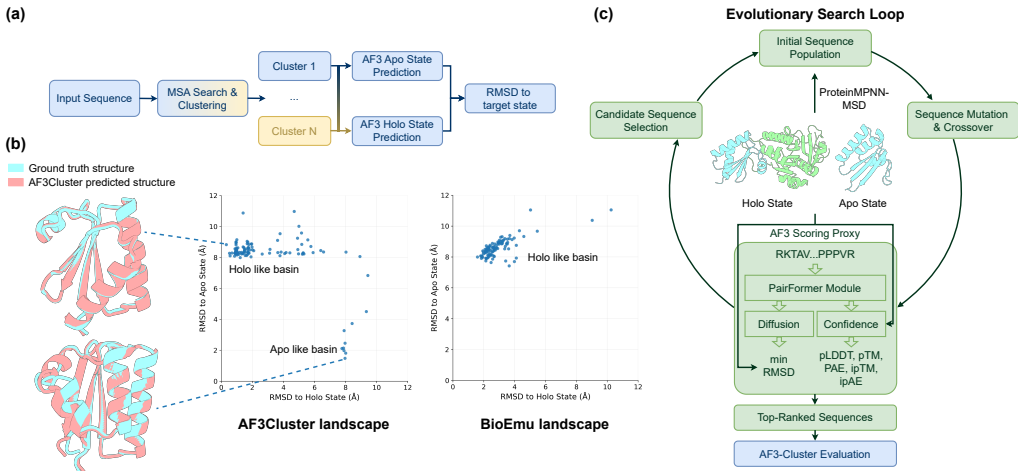 (a)
Input Sequence
MSA Search &
Clustering
Cluster 1
...
Cluster N
AF3 Apo State
Prediction
AF3 Holo State
Prediction
RMSD to
target state
(b)
Ground truth structure
AF3Cluster predicted structure
RMSD to Apo State (Å)
12
10
8
6
4
2
0
0
2
4
6
8
10
12
Holo like basin
Apo like basin
RMSD to Holo State (Å)
AF3Cluster landscape
RMSD to Apo State (Å)
12
10
8
6
4
2
0
0
2
4
6
8
10
12
Holo like basin
RMSD to Holo State (Å)
BioEmu landscape
(c)
Evolutionary Search Loop
Initial Sequence
Population
ProteinMPNN-
MSD
Candidate Sequence
Selection
Sequence Mutation
& Crossover
Holo State
Apo State
AF3 Scoring Proxy
RKTAV...PPPVR
PairFormer Module
Diffusion
Confidence
min
RMSD
pLDDT, pTM,
PAE, ipTM,
ipAE
Top-Ranked Sequences
AF3-Cluster Evaluation